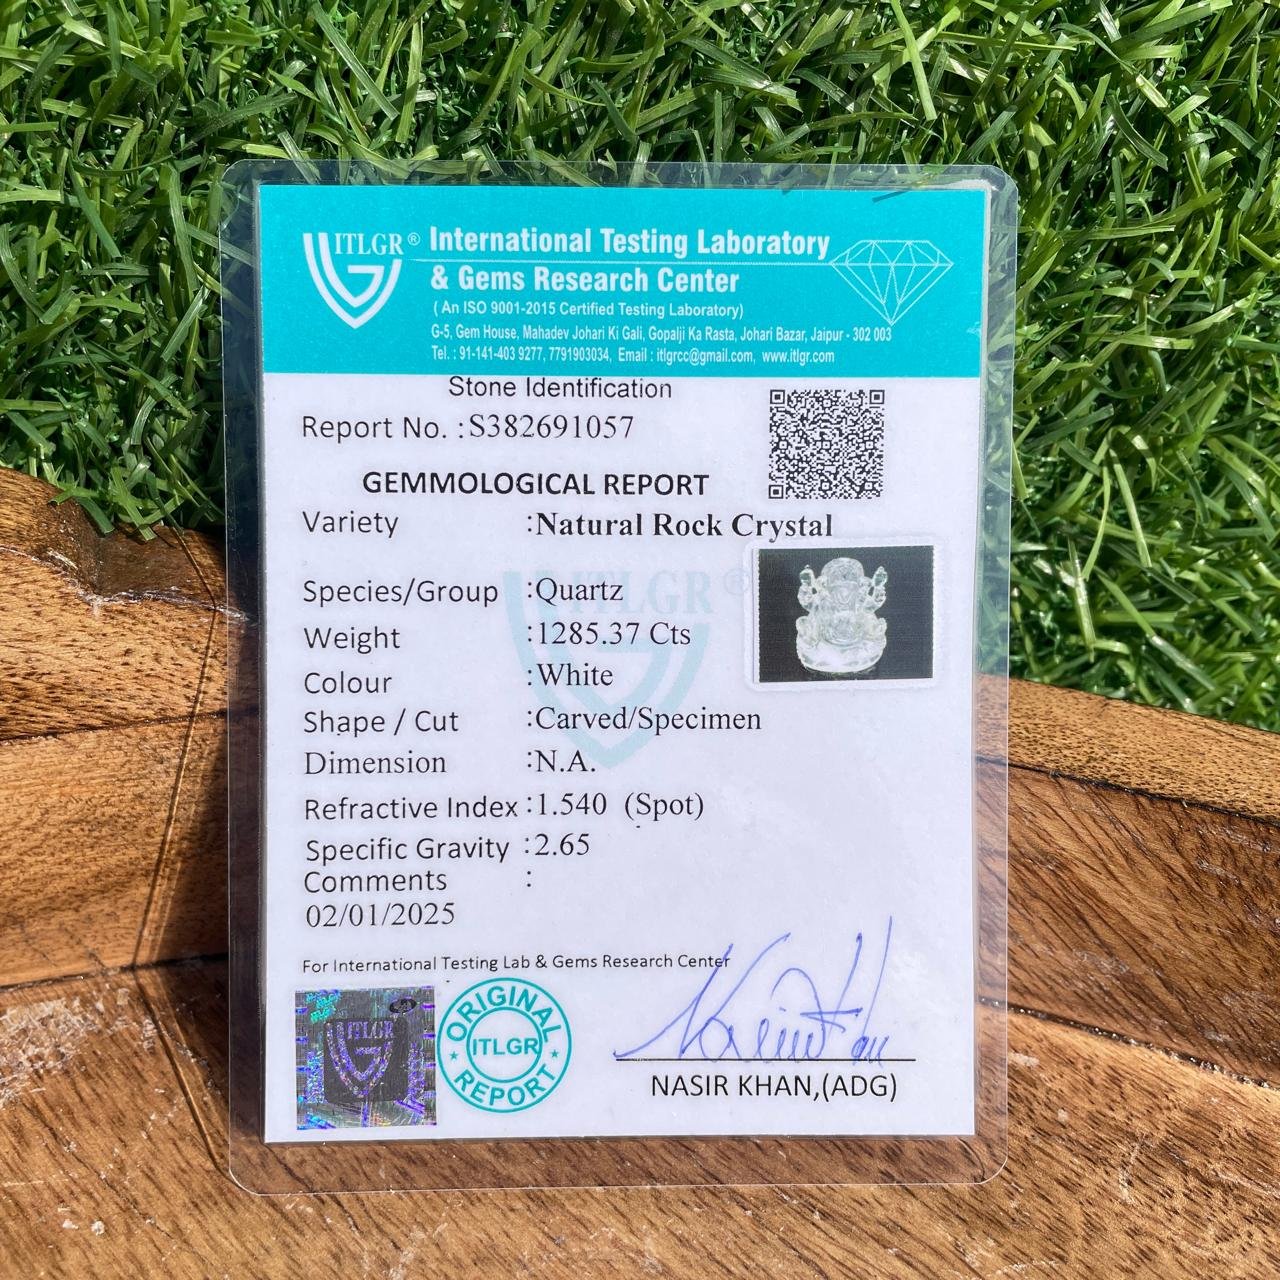 ITLGR® International Testing Laboratory
& Gems Research Center
( An ISO 9001-2015 Certified Testing Laboratory)
G-5, Gem House, Mahadev Johari Ki Gali, Gopalji Ka Rasta, Johari Bazar, Jaipur - 302 003
Tel. : 91-141-403 9277, 7791903034, Email : itlgrcc@gmail.com, www.itlgr.com
Stone Identification
Report No. : S382691057
GEMMOLOGICAL REPORT
Variety : Natural Rock Crystal
ITLGR®
Species/Group : Quartz
Weight : 1285.37 Cts
Colour : White
Shape / Cut : Carved/Specimen
Dimension : N.A.
Refractive Index : 1.540 (Spot)
Specific Gravity : 2.65
Comments :
02/01/2025
For International Testing Lab & Gems Research Center
ITLGR
ORIGINAL
ITLGR
REPORT
NASIR KHAN,(ADG)